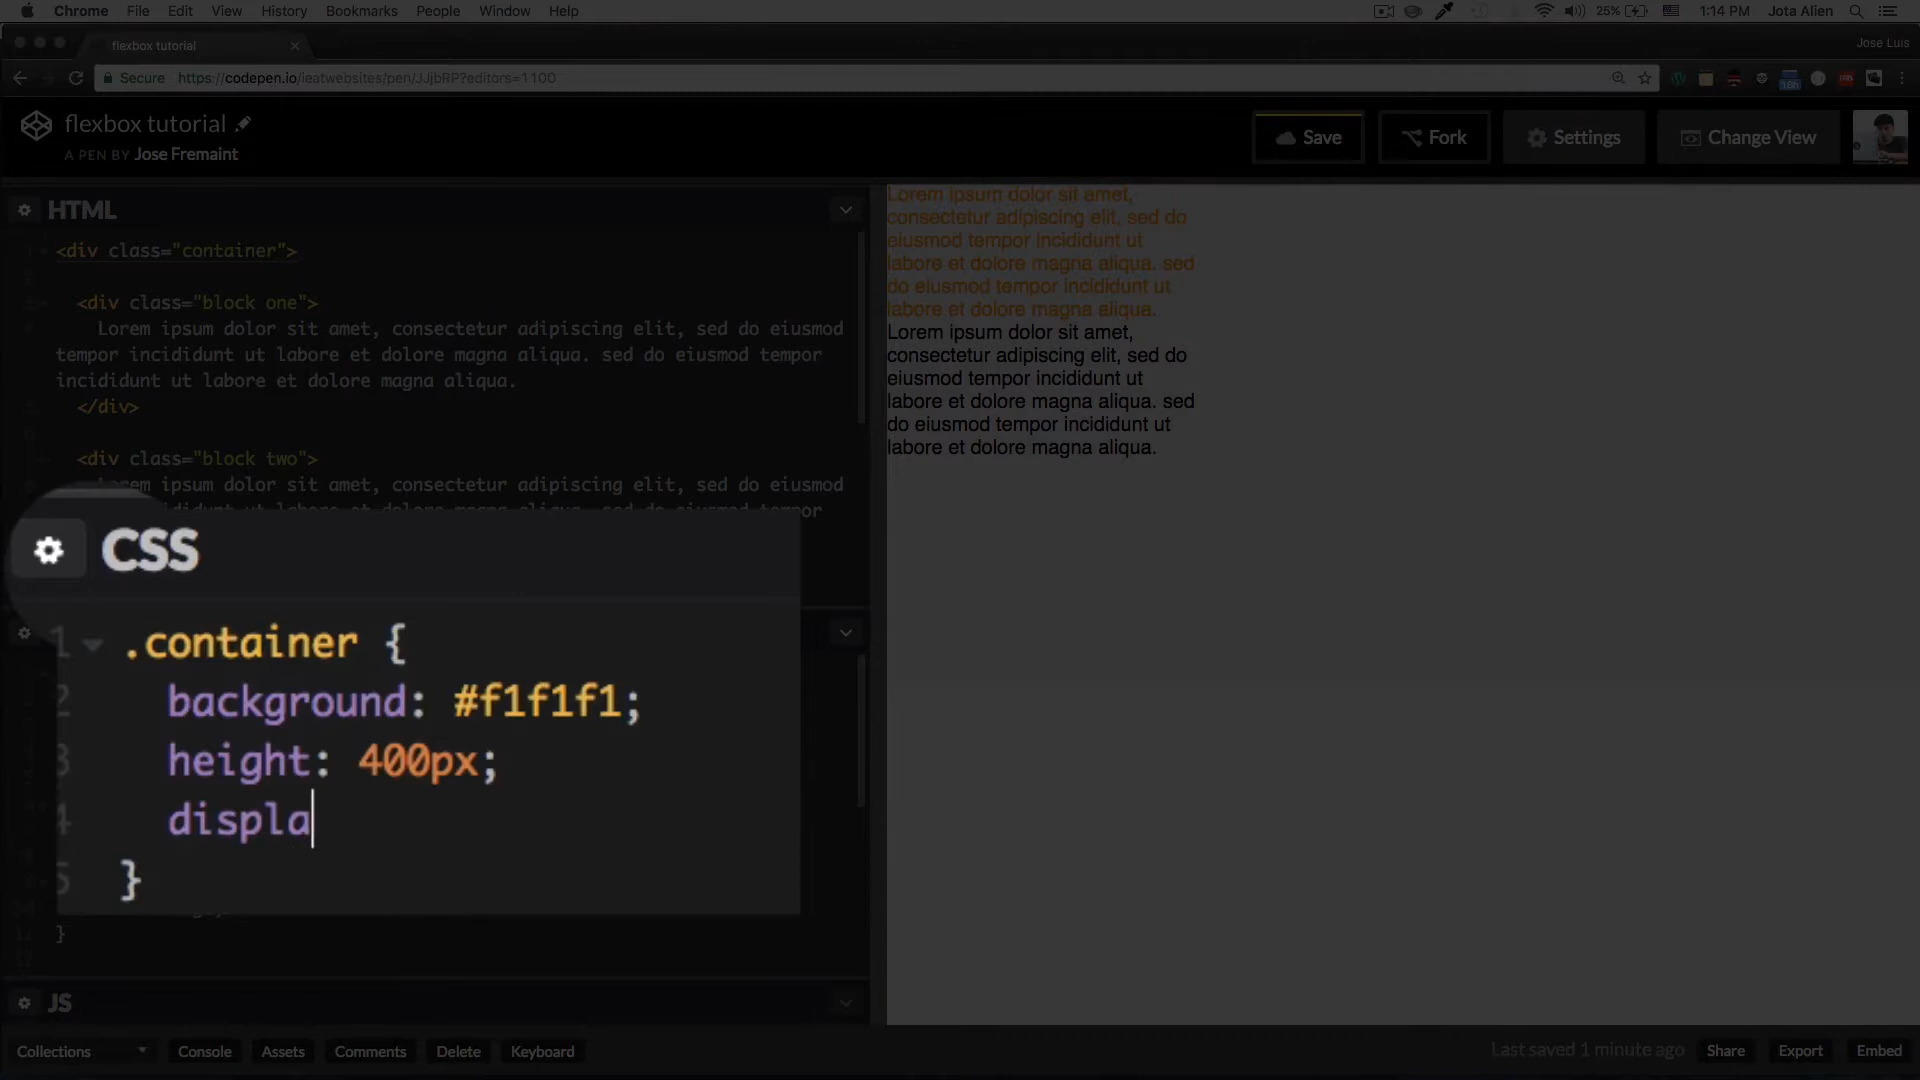 Chrome File Edit View History Bookmarks People Window Help 25% 1:14 PM Jota Alien
flexbox tutorial
Jose Luis
Secure https://codepen.io/ieatwebsites/pen/JJjbRP?editors=1100
flexbox tutorial
A PEN BY Jose Fremaint
Save Fork Settings Change View
HTML
<div class="container">
<div class="block one">
Lorem ipsum dolor sit amet, consectetur adipiscing elit, sed do eiusmod
tempor incididunt ut labore et dolore magna aliqua. sed do eiusmod tempor
incididunt ut labore et dolore magna aliqua.
</div>
<div class="block two">
Lorem ipsum dolor sit amet, consectetur adipiscing elit, sed do eiusmod
CSS
1 .container {
2 background: #f1f1f1;
3 height: 400px;
4 displa
5 }
}
JS
Lorem ipsum dolor sit amet,
consectetur adipiscing elit, sed do
eiusmod tempor incididunt ut
labore et dolore magna aliqua. sed
do eiusmod tempor incididunt ut
labore et dolore magna aliqua.
Lorem ipsum dolor sit amet,
consectetur adipiscing elit, sed do
eiusmod tempor incididunt ut
labore et dolore magna aliqua. sed
do eiusmod tempor incididunt ut
labore et dolore magna aliqua.
Collections Console Assets Comments Delete Keyboard Last saved 1 minute ago Share Export Embed